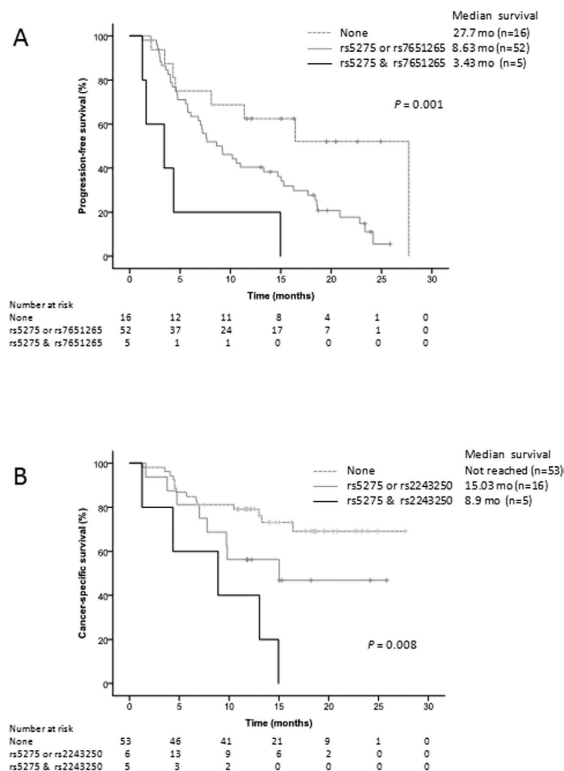 A
Median survival
None 27.7 mo (n=16)
rs5275 or rs7651265 8.63 mo (n=52)
rs5275 & rs7651265 3.43 mo (n=5)
P = 0.001
Progression-free survival (%)
100
80
60
40
20
0
0 5 10 15 20 25 30
Time (months)
Number at risk
None 16 12 11 8 4 1 0
rs5275 or rs7651265 52 37 24 17 7 1 0
rs5275 & rs7651265 5 1 1 0 0 0 0
B
Median survival
None Not reached (n=53)
rs5275 or rs2243250 15.03 mo (n=16)
rs5275 & rs2243250 8.9 mo (n=5)
P = 0.008
Cancer-specific survival (%)
100
80
60
40
20
0
0 5 10 15 20 25 30
Time (months)
Number at risk
None 53 46 41 21 9 1 0
rs5275 or rs2243250 6 13 9 6 2 0 0
rs5275 & rs2243250 5 3 2 0 0 0 0